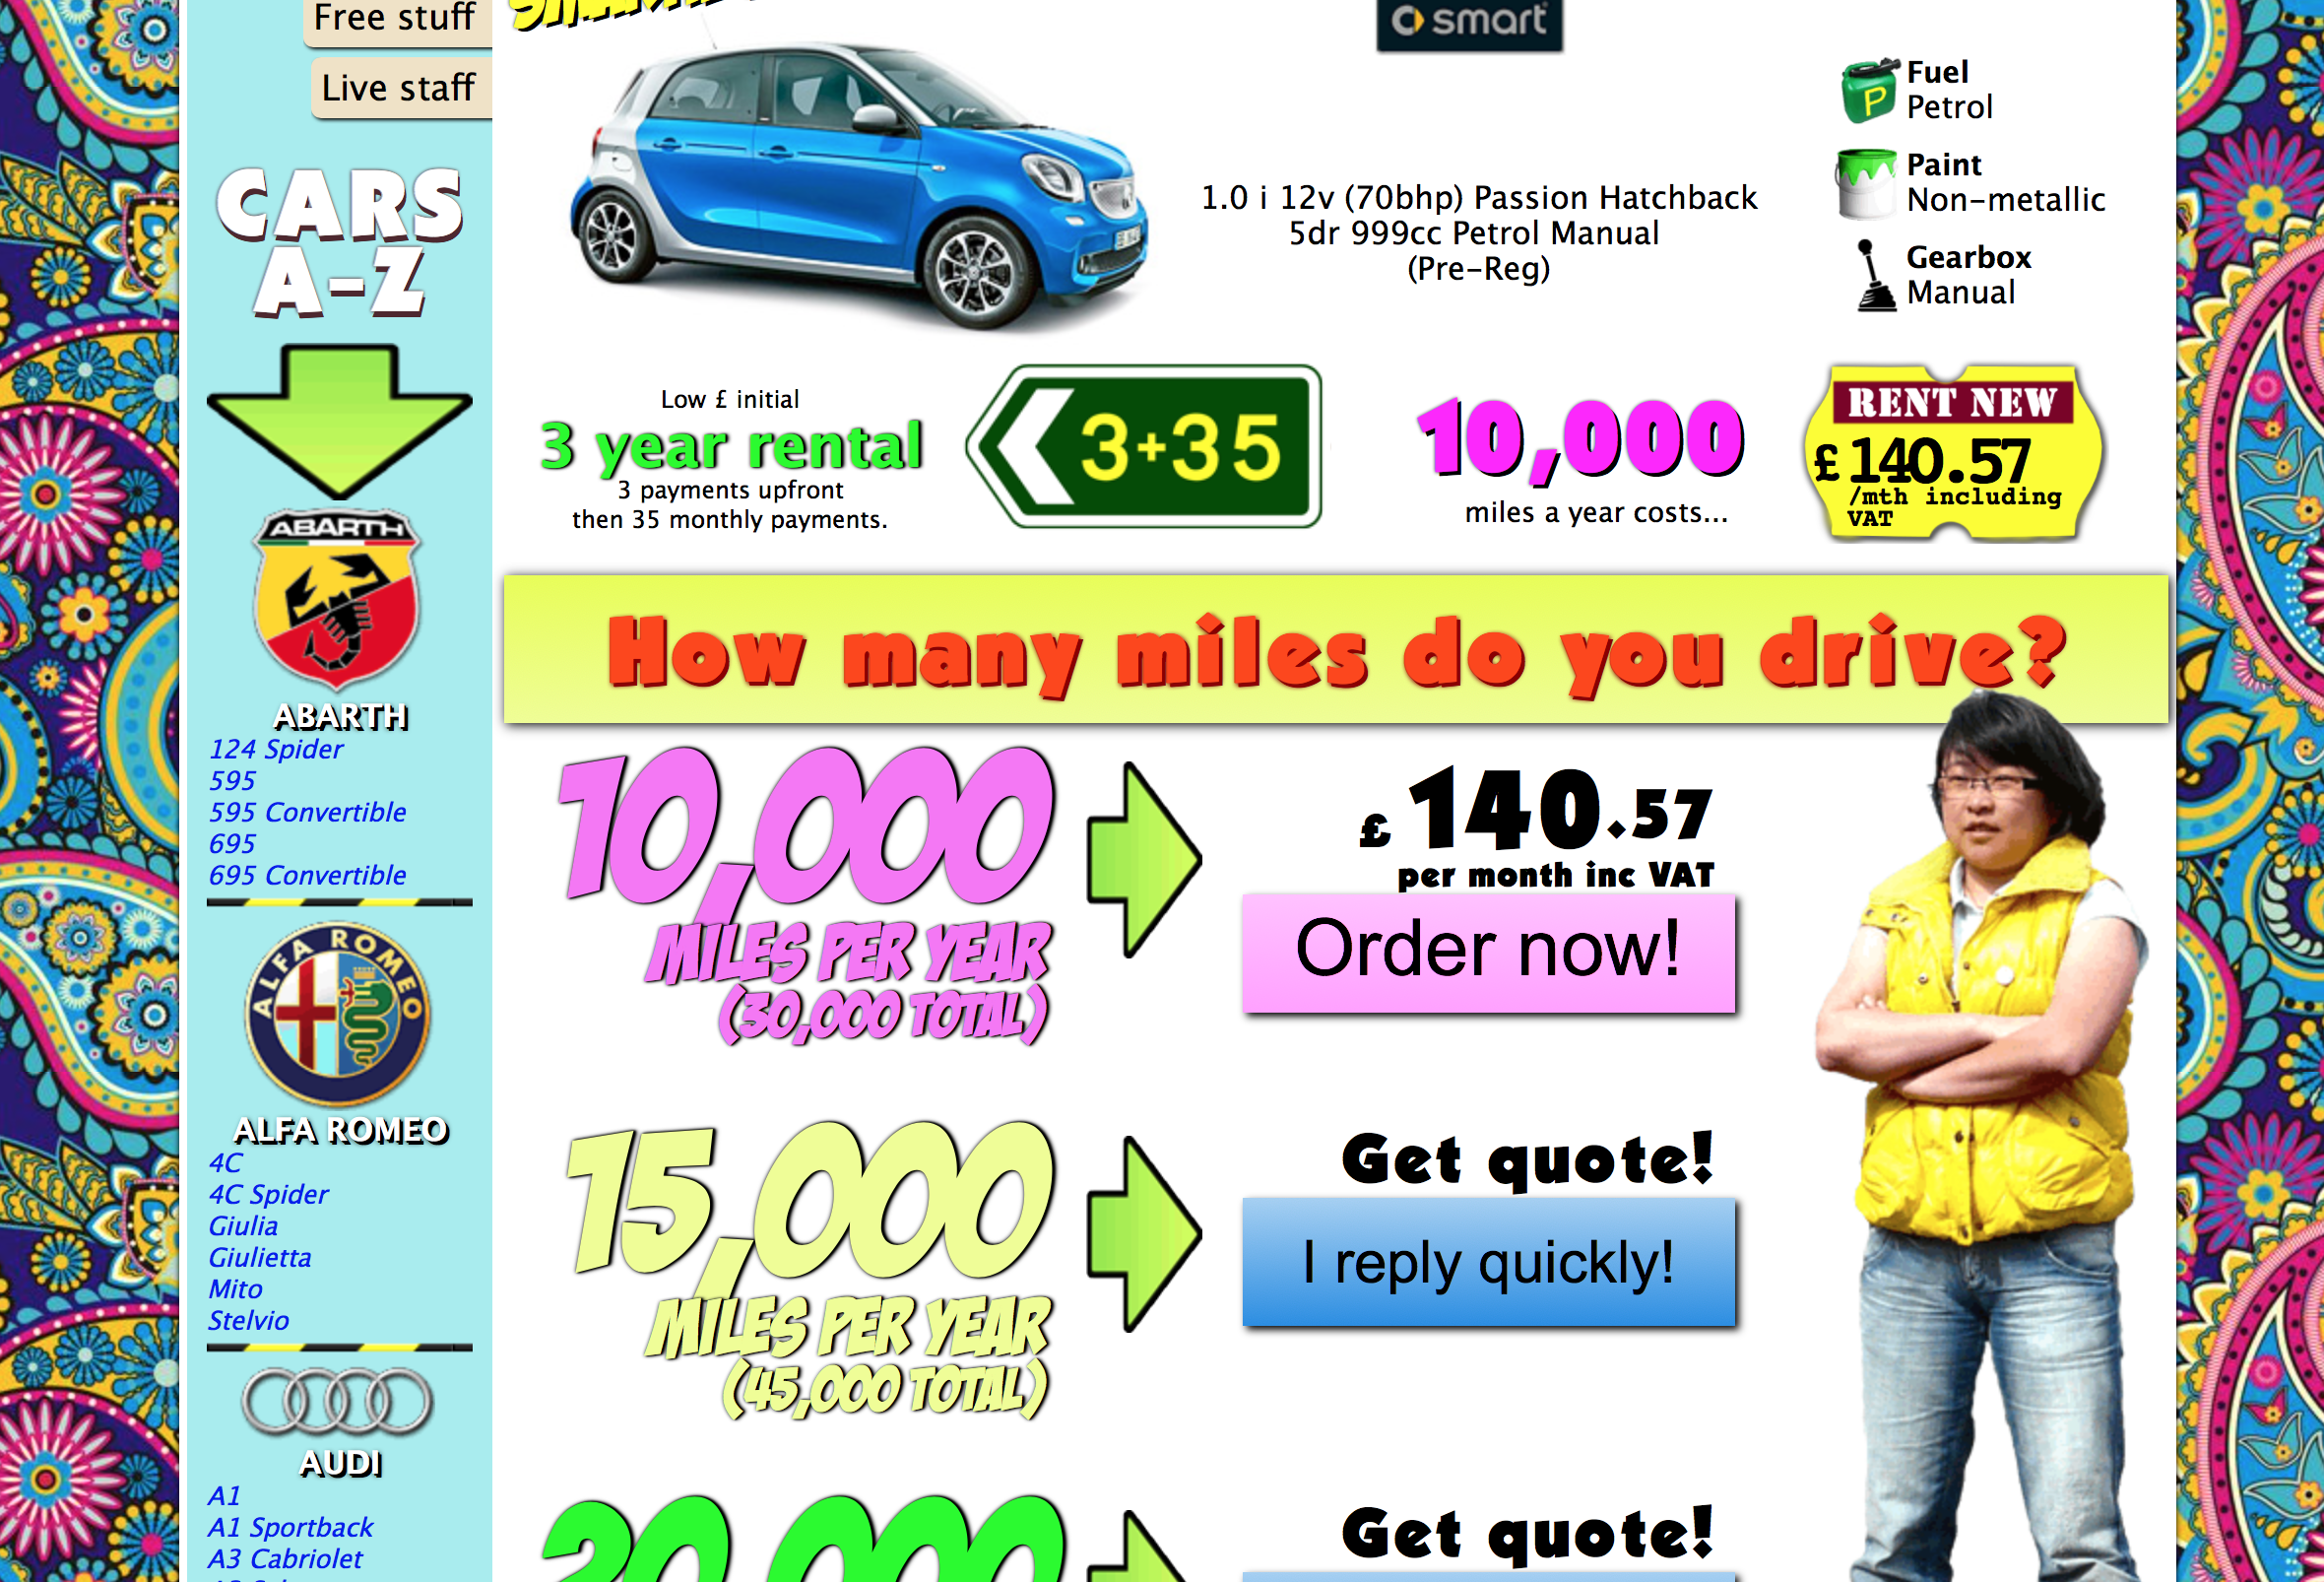 Free stuff
Live staff
CARS
A-Z
ABARTH
ABARTH
124 Spider
595
595 Convertible
695
695 Convertible
ALFA ROMEO
ALFA ROMEO
4C
4C Spider
Giulia
Giulietta
Mito
Stelvio
AUDI
A1
A1 Sportback
A3 Cabriolet
smart
1.0 i 12v (70bhp) Passion Hatchback
5dr 999cc Petrol Manual
(Pre-Reg)
P
Fuel
Petrol
Paint
Non-metallic
Gearbox
Manual
Low £ initial
3 year rental
3 payments upfront
then 35 monthly payments.
3+35
10,000
miles a year costs...
RENT NEW
£140.57
/mth including
VAT
How many miles do you drive?
10,000
MILES PER YEAR
(30,000 TOTAL)
£140.57
per month inc VAT
Order now!
15,000
MILES PER YEAR
(45,000 TOTAL)
Get quote!
I reply quickly!
20,000
Get quote!